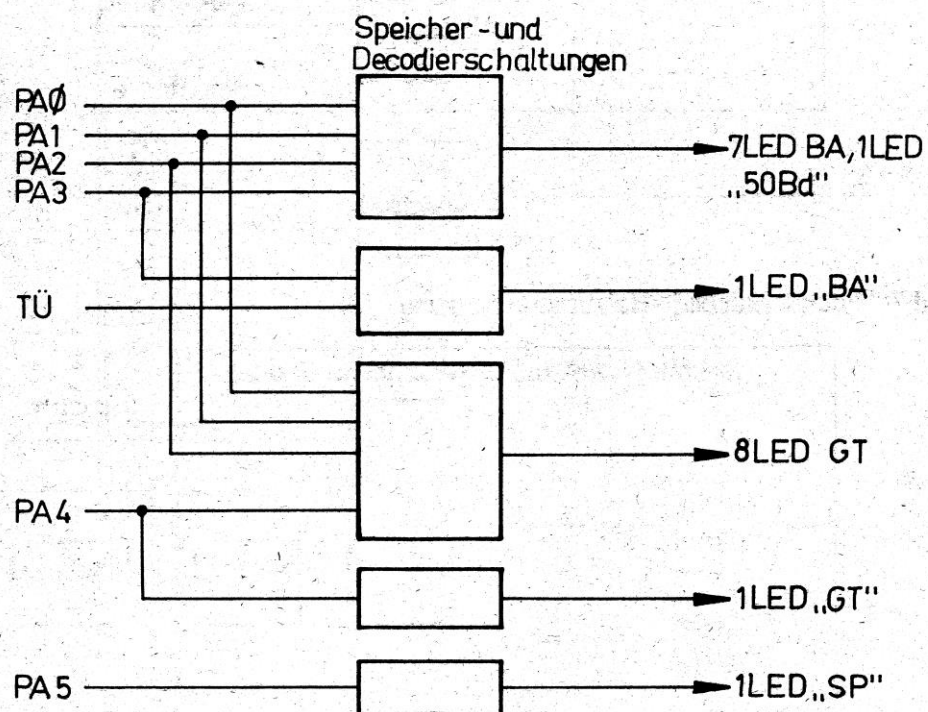 Speicher-und
Decodierschaltungen
PAØ
PA1
PA2
PA3
7LED BA,1LED
„50Bd"
TÜ
1LED„BA"
8LED GT
PA4
1LED„GT"
PA5
1LED„SP"